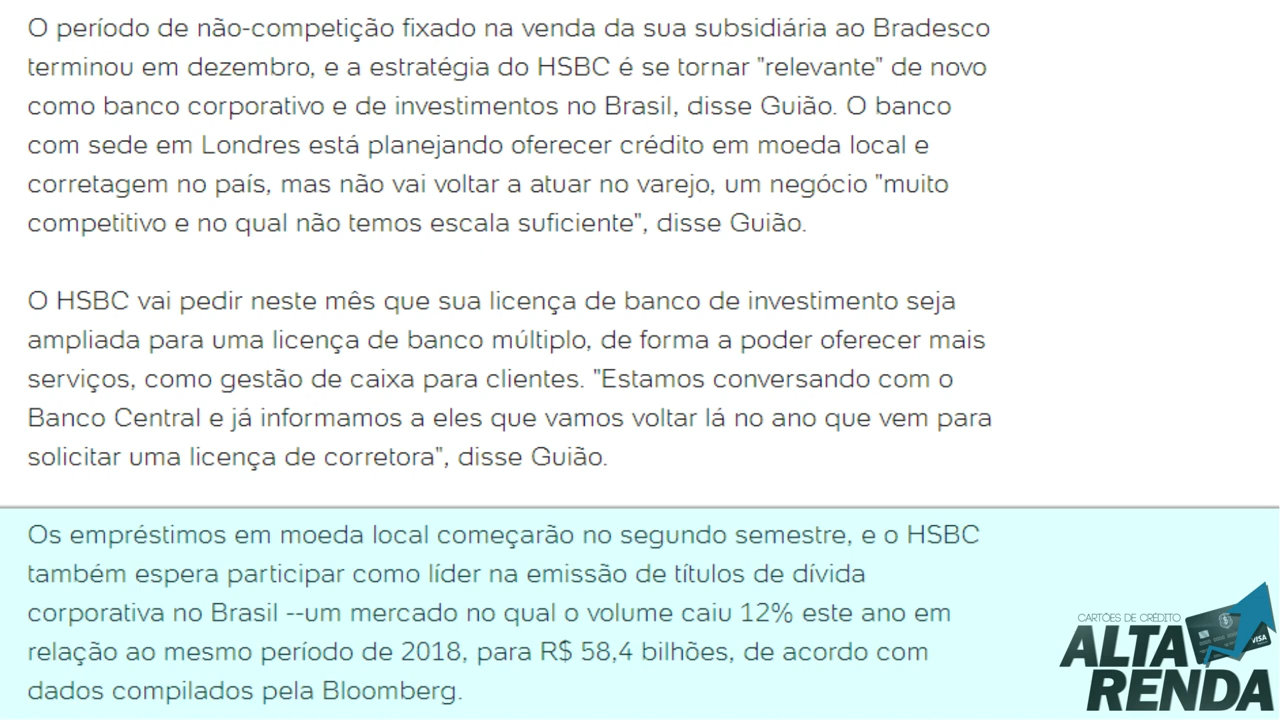 O período de não-competição fixado na venda da sua subsidiária ao Bradesco
terminou em dezembro, e a estratégia do HSBC é se tornar "relevante" de novo
como banco corporativo e de investimentos no Brasil, disse Guião. O banco
com sede em Londres está planejando oferecer crédito em moeda local e
corretagem no país, mas não vai voltar a atuar no varejo, um negócio "muito
competitivo e no qual não temos escala suficiente", disse Guião.
O HSBC vai pedir neste mês que sua licença de banco de investimento seja
ampliada para uma licença de banco múltiplo, de forma a poder oferecer mais
serviços, como gestão de caixa para clientes. "Estamos conversando com o
Banco Central e já informamos a eles que vamos voltar lá no ano que vem para
solicitar uma licença de corretora", disse Guião.
Os empréstimos em moeda local começarão no segundo semestre, e o HSBC
também espera participar como líder na emissão de títulos de dívida
corporativa no Brasil --um mercado no qual o volume caiu 12% este ano em
relação ao mesmo período de 2018, para R$ 58,4 bilhões, de acordo com
dados compilados pela Bloomberg.
CARTÕES DE CRÉDITO
ALTA
RENDA
VISA